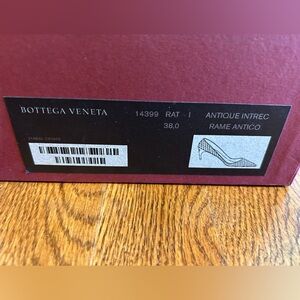 BOTTEGA VENETA 14399 RAT I ANTIQUE INTREC
38,0 RAME ANTICO